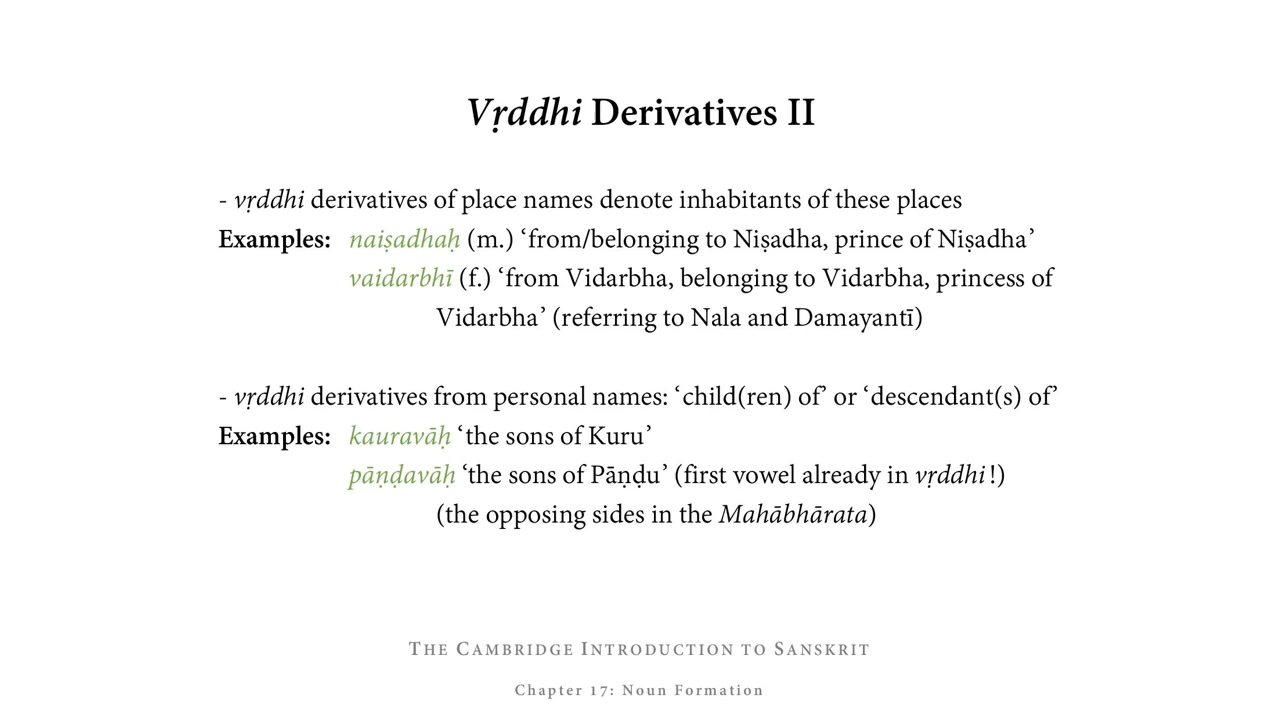 Vṛddhi Derivatives II
- vṛddhi derivatives of place names denote inhabitants of these places
Examples: naiṣadhaḥ (m.) ‘from/belonging to Niṣadha, prince of Niṣadha’
vaidarbhī (f.) ‘from Vidarbha, belonging to Vidarbha, princess of
Vidarbha’ (referring to Nala and Damayantī)
- vṛddhi derivatives from personal names: ‘child(ren) of’ or ‘descendant(s) of’
Examples: kauravāḥ ‘the sons of Kuru’
pāṇḍavāḥ ‘the sons of Pāṇḍu’ (first vowel already in vṛddhi!)
(the opposing sides in the Mahābhārata)
The Cambridge Introduction to Sanskrit
Chapter 17: Noun Formation